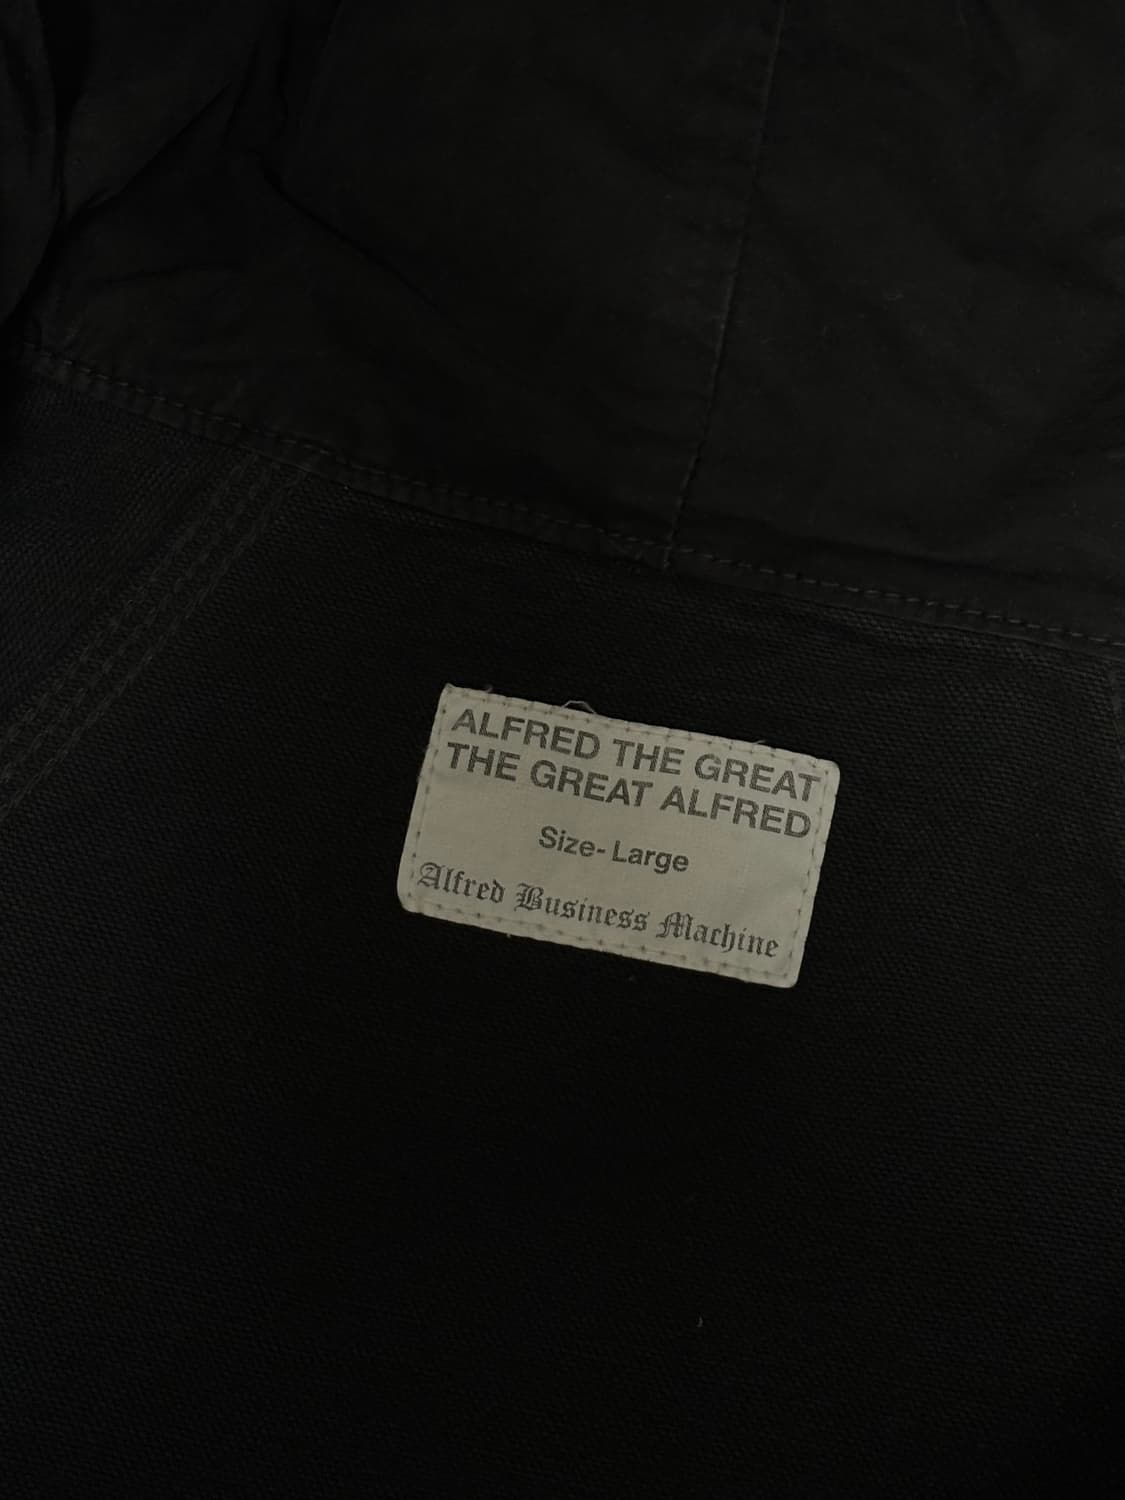 ALFRED THE GREAT
THE GREAT ALFRED
Size- Large
Alfred Business Machine